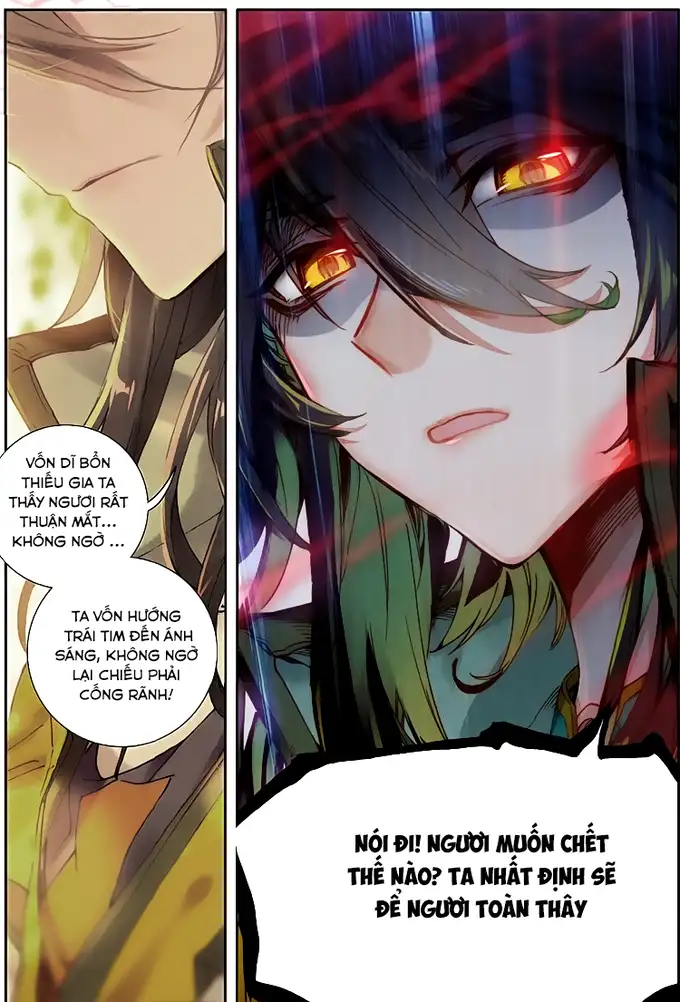 VỐN DĨ BỔN
THIẾU GIA TA
THẤY NGƯƠI RẤT
THUẬN MẮT...
KHÔNG NGỜ ...
TA VỐN HƯỚNG
TRÁI TIM ĐẾN ÁNH
SÁNG, KHÔNG NGỜ
LẠI CHIẾU PHẢI
CỐNG RÃNH!
NÓI ĐI! NGƯƠI MUỐN CHẾT
THẾ NÀO? TA NHẤT ĐỊNH SẼ
ĐỂ NGƯƠI TOÀN THÂY